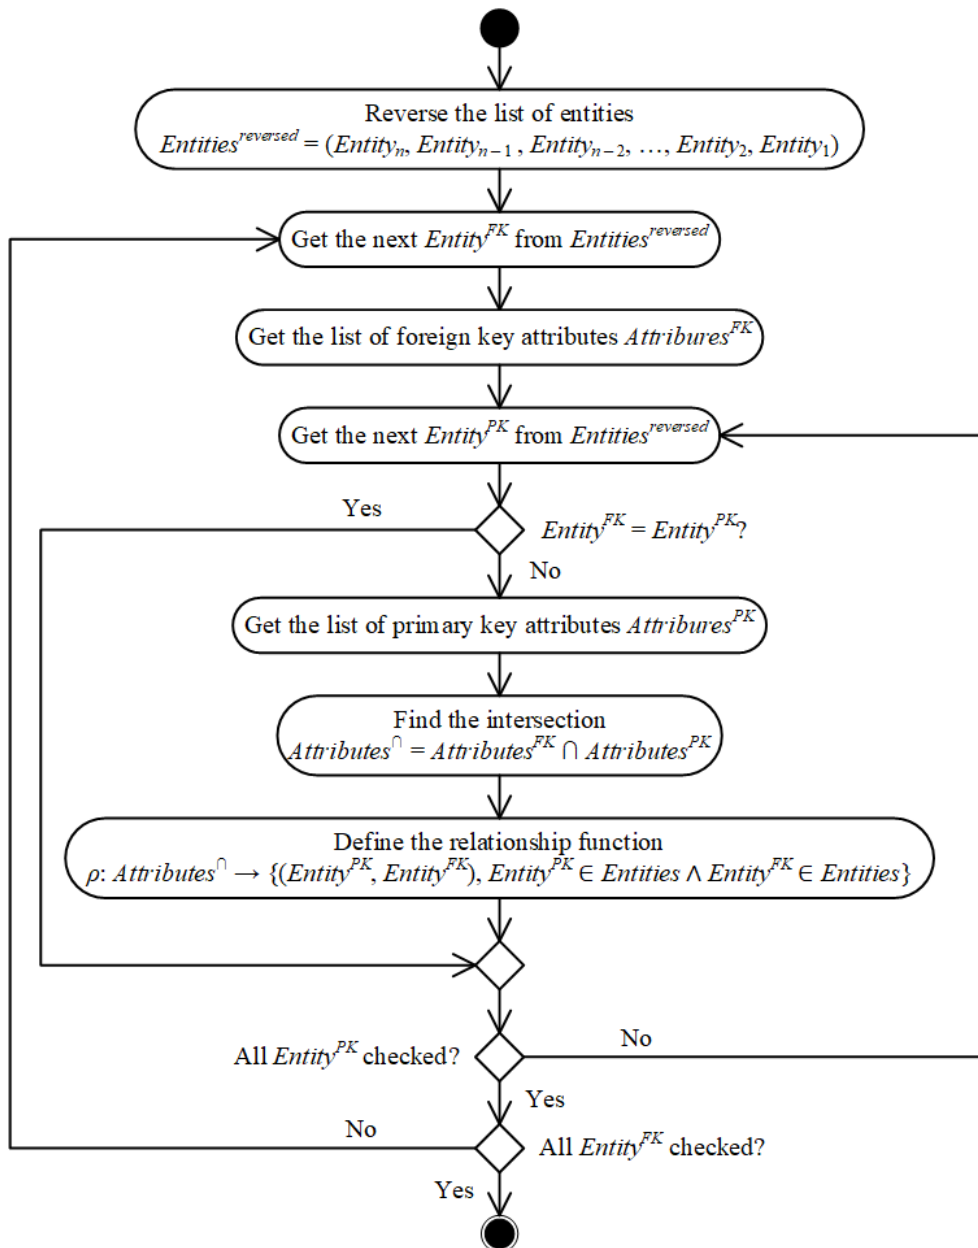 Reverse the list of entities
Entities^reversed = (Entity_n, Entity_n−1 , Entity_n−2, …, Entity_2, Entity_1)
Get the next Entity^FK from Entities^reversed
Get the list of foreign key attributes Attribures^FK
Get the next Entity^PK from Entities^reversed
Yes
Entity^FK = Entity^PK?
No
Get the list of primary key attributes Attribures^PK
Find the intersection
Attributes^∩ = Attributes^FK ⋂ Attributes^PK
Define the relationship function
ρ: Attributes^∩ → {(Entity^PK, Entity^FK), Entity^PK ∈ Entities ∧ Entity^FK ∈ Entities}
All Entity^PK checked?
No
Yes
No
All Entity^FK checked?
Yes